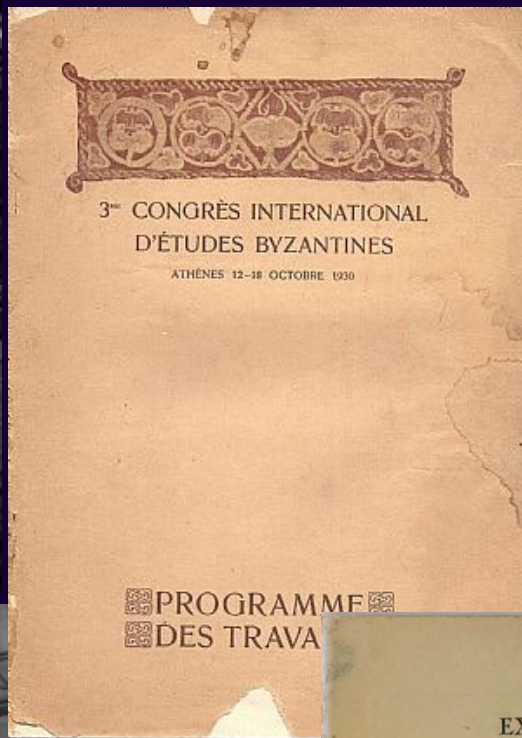 3me CONGRÈS INTERNATIONAL
D'ÉTUDES BYZANTINES
ATHÈNES 12-18 OCTOBRE 1930
PROGRAMME
DES TRAVA
EX